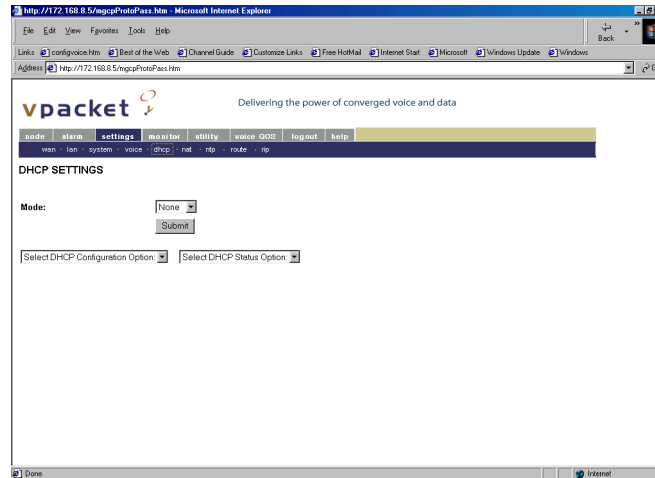 http://172.168.8.5/mgcpProtoPass.htm - Microsoft Internet Explorer
File Edit View Favorites Tools Help
Back
»
Links configvoice.htm Best of the Web Channel Guide Customize Links Free HotMail Internet Start Microsoft Windows Update Windows
Address http://172.168.8.5/mgcpProtoPass.htm
vpacket
Delivering the power of converged voice and data
node alarm settings monitor utility voice QOS logout help
wan · lan · system · voice · dhcp · nat · ntp · route · rip
DHCP SETTINGS
Mode: None
Submit
Select DHCP Configuration Option: Select DHCP Status Option:
Done Internet